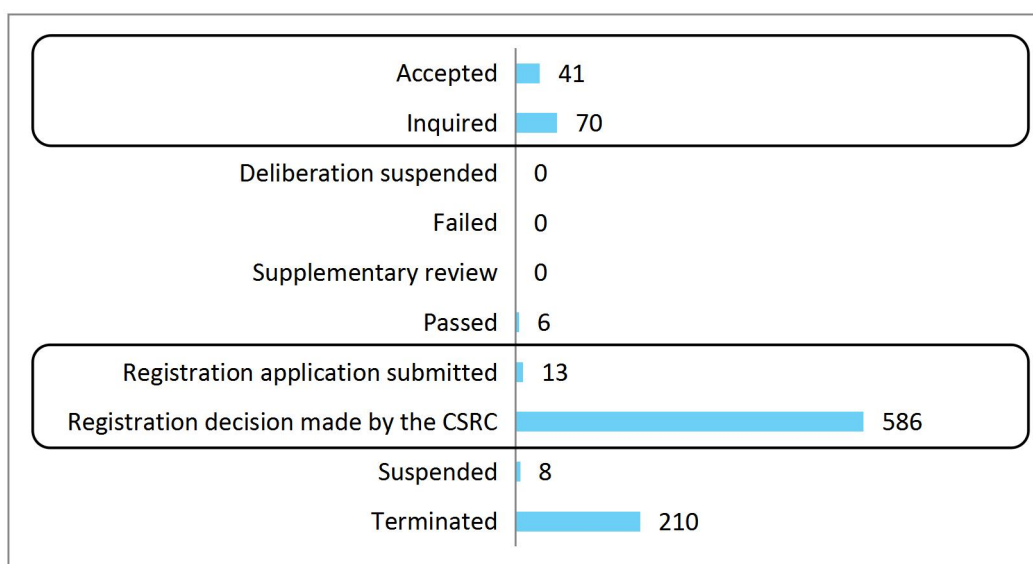 Accepted 41
Inquired 70
Deliberation suspended 0
Failed 0
Supplementary review 0
Passed 6
Registration application submitted 13
Registration decision made by the CSRC 586
Suspended 8
Terminated 210